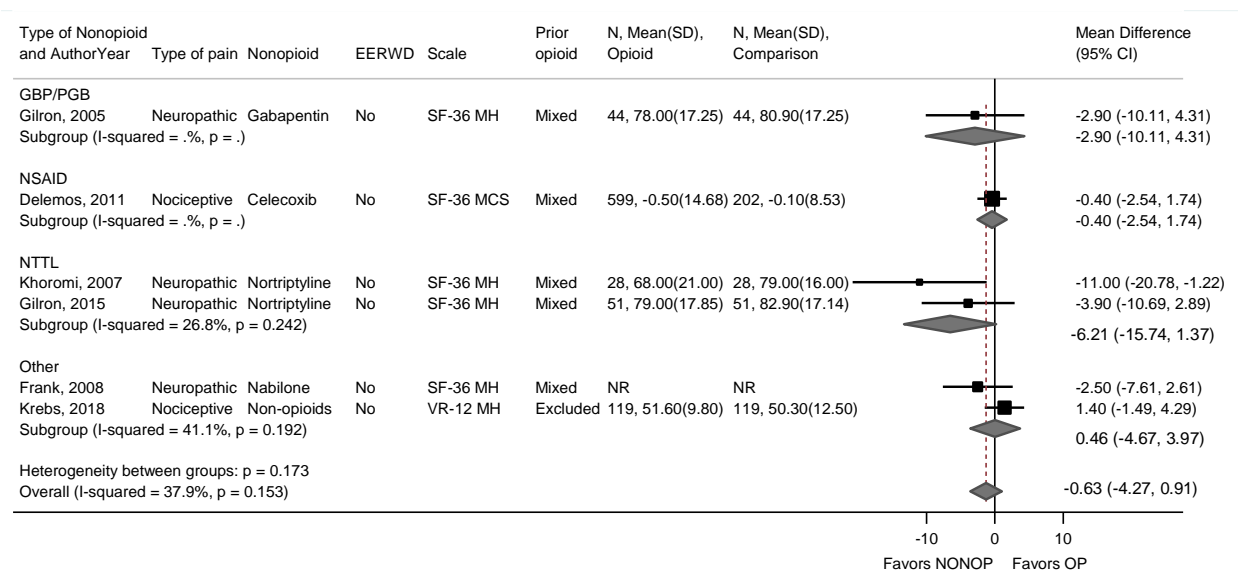 Type of Nonopioid and AuthorYear Type of pain Nonopioid EERWD Scale Prior opioid N, Mean(SD), Opioid N, Mean(SD), Comparison Mean Difference (95% CI)
GBP/PGB
Gilron, 2005 Neuropathic Gabapentin No SF-36 MH Mixed 44, 78.00(17.25) 44, 80.90(17.25) -2.90 (-10.11, 4.31)
Subgroup (I-squared = .%, p = .) -2.90 (-10.11, 4.31)
NSAID
Delemos, 2011 Nociceptive Celecoxib No SF-36 MCS Mixed 599, -0.50(14.68) 202, -0.10(8.53) -0.40 (-2.54, 1.74)
Subgroup (I-squared = .%, p = .) -0.40 (-2.54, 1.74)
NTTL
Khoromi, 2007 Neuropathic Nortriptyline No SF-36 MH Mixed 28, 68.00(21.00) 28, 79.00(16.00) -11.00 (-20.78, -1.22)
Gilron, 2015 Neuropathic Nortriptyline No SF-36 MH Mixed 51, 79.00(17.85) 51, 82.90(17.14) -3.90 (-10.69, 2.89)
Subgroup (I-squared = 26.8%, p = 0.242) -6.21 (-15.74, 1.37)
Other
Frank, 2008 Neuropathic Nabilone No SF-36 MH Mixed NR NR -2.50 (-7.61, 2.61)
Krebs, 2018 Nociceptive Non-opioids No VR-12 MH Excluded 119, 51.60(9.80) 119, 50.30(12.50) 1.40 (-1.49, 4.29)
Subgroup (I-squared = 41.1%, p = 0.192) 0.46 (-4.67, 3.97)
Heterogeneity between groups: p = 0.173
Overall (I-squared = 37.9%, p = 0.153) -0.63 (-4.27, 0.91)
-10 0 10
Favors NONOP Favors OP